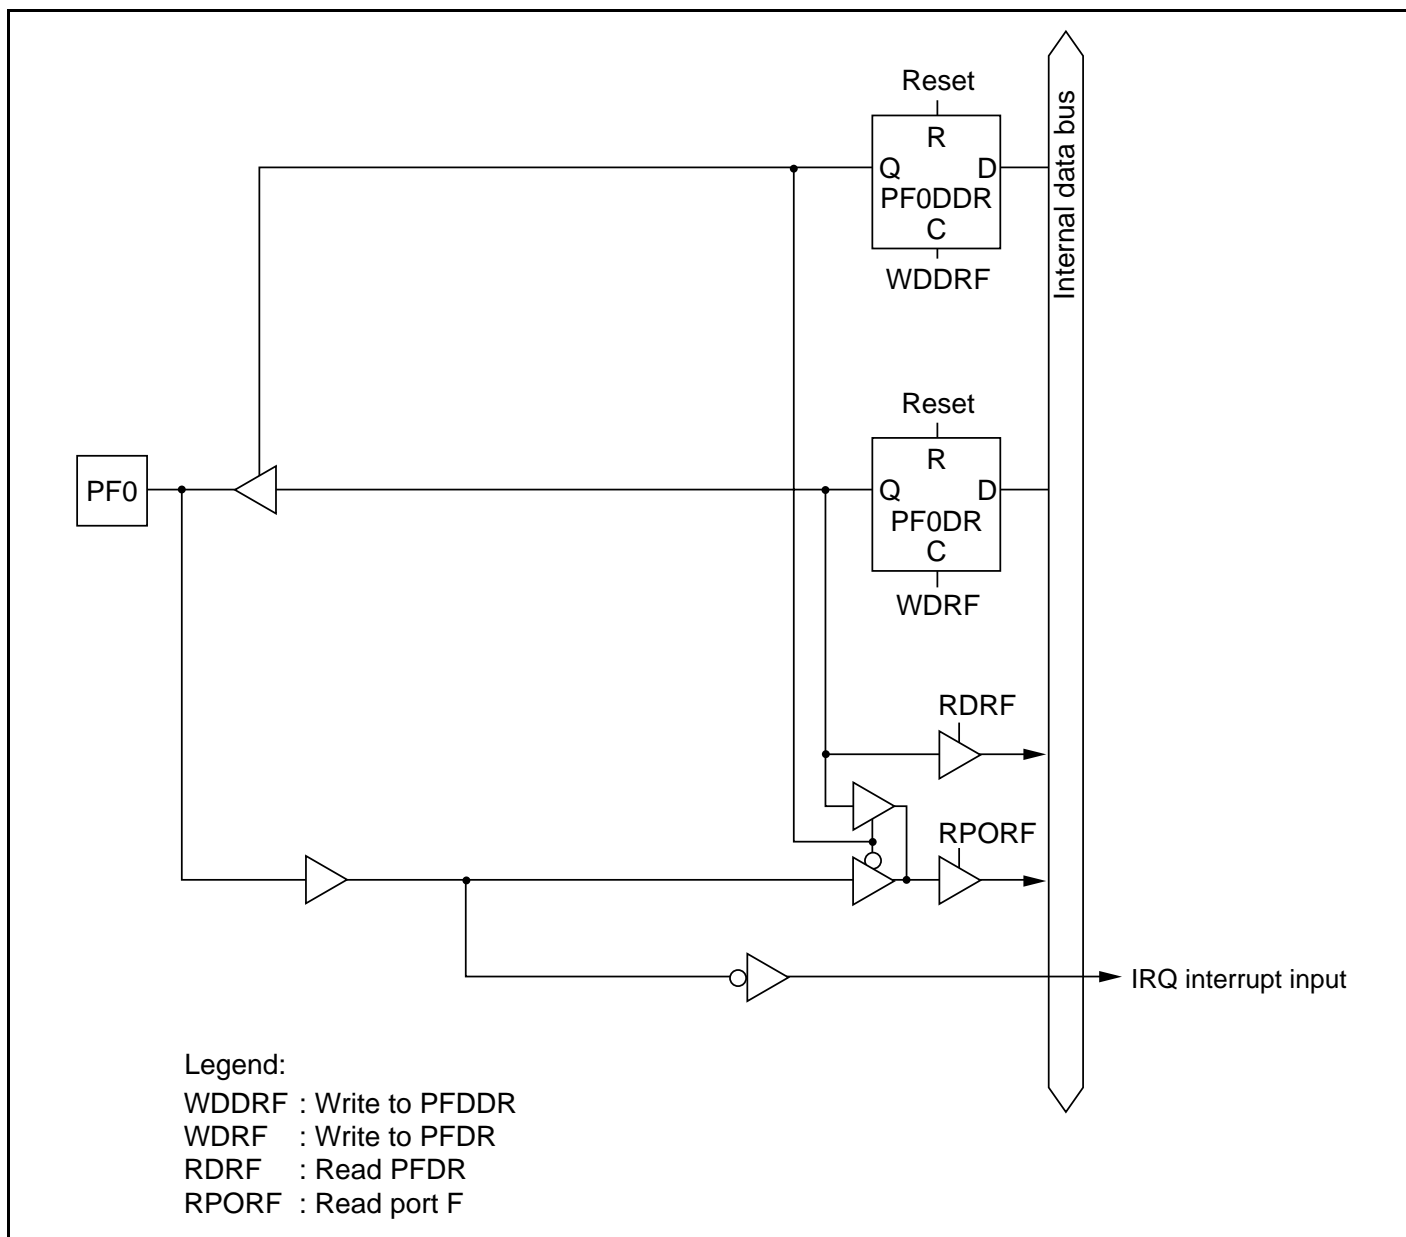 Reset
R
Q D
PF0DDR
C
WDDRF
Internal data bus
Reset
R
PF0
Q D
PF0DR
C
WDRF
RDRF
RPORF
IRQ interrupt input
Legend:
WDDRF : Write to PFDDR
WDRF : Write to PFDR
RDRF : Read PFDR
RPORF : Read port F